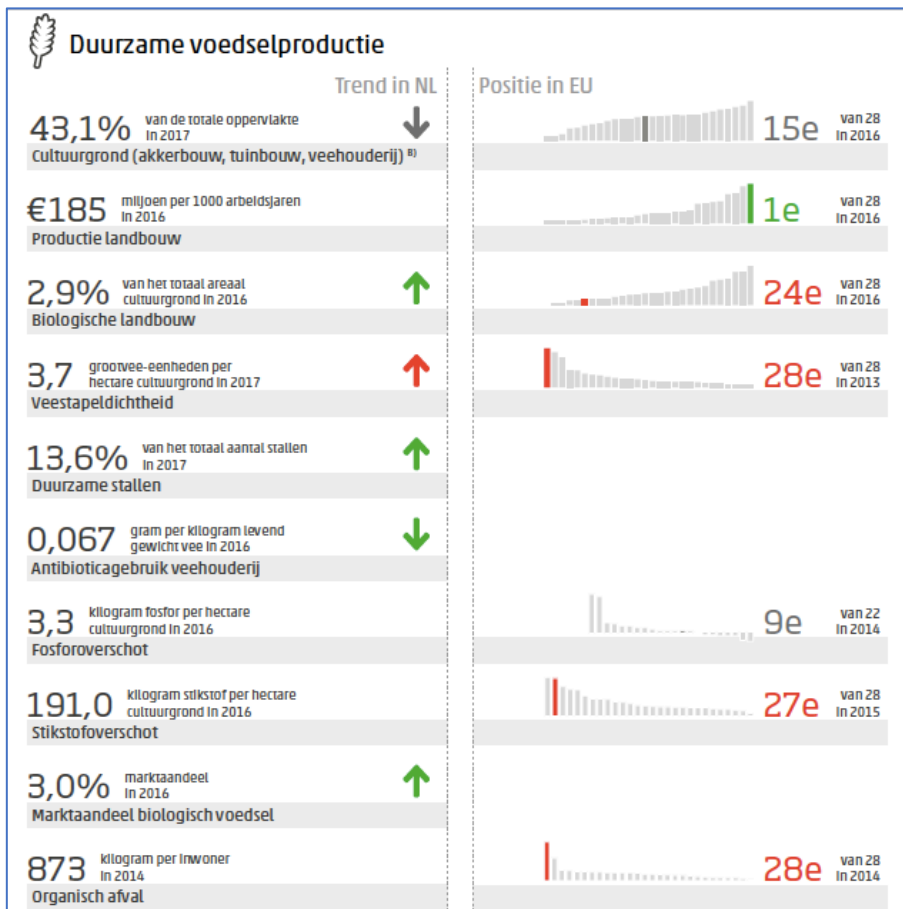 Duurzame voedselproductie
Trend in NL
Positie in EU
43,1% van de totale oppervlakte
in 2017
15e van 28
in 2016
Cultuurgrond (akkerbouw, tuinbouw, veehouderij) 8)
€185 miljoen per 1000 arbeidsjaren
in 2016
1e van 28
in 2016
Productie landbouw
2,9% van het totaal areaal
cultuurgrond in 2016
24e van 28
in 2016
Biologische landbouw
3,7 grootvee-eenheden per
hectare cultuurgrond in 2017
28e van 28
in 2013
Veestapeldichtheid
13,6% van het totaal aantal stallen
in 2017
Duurzame stallen
0,067 gram per kilogram levend
gewicht vee in 2016
Antibioticagebruik veehouderij
3,3 kilogram fosfor per hectare
cultuurgrond in 2016
9e van 22
in 2014
Fosforoverschot
191,0 kilogram stikstof per hectare
cultuurgrond in 2016
27e van 28
in 2015
Stikstofoverschot
3,0% marktaandeel
in 2016
Marktaandeel biologisch voedsel
873 kilogram per inwoner
in 2014
28e van 28
in 2014
Organisch afval